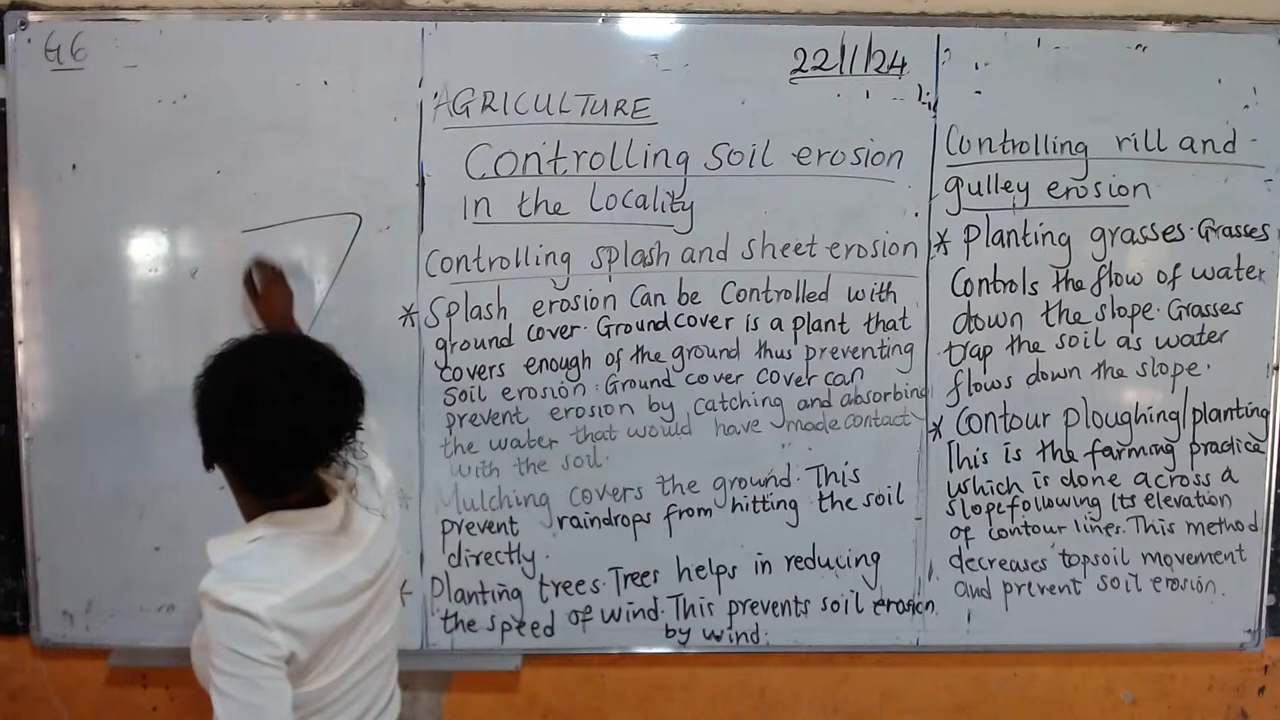 G6
22/1/24
AGRICULTURE
Controlling Soil erosion
in the Locality
Controlling splash and sheet erosion
* Splash erosion Can be Controlled with
ground cover. Ground cover is a plant that
covers enough of the ground thus preventing
soil erosion. Ground cover cover can
prevent erosion by catching and absorbing
the water that would have made contact
with the soil.
* Mulching covers the ground. This
prevent raindrops from hitting the soil
directly.
* Planting trees. Trees helps in reducing
the speed of wind. This prevents soil erosion
by wind.
Controlling rill and
gulley erosion
* Planting grasses. Grasses
Controls the flow of water
down the slope. Grasses
trap the soil as water
flows down the slope.
* Contour ploughing/planting
This is the farming practice
which is done across a
slope following its elevation
of contour lines. This method
decreases topsoil movement
and prevent soil erosion.